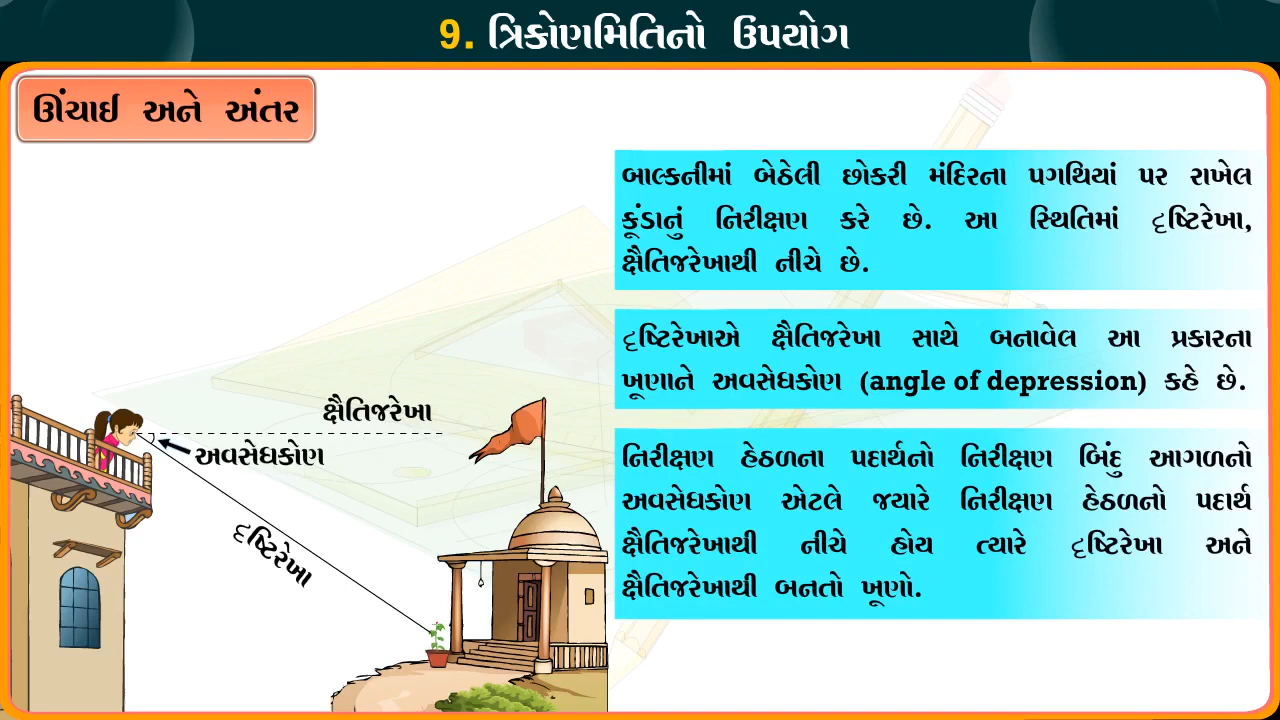 9. ત્રિકોણમિતિનો ઉપયોગ
ઊંચાઈ અને અંતર
બાલ્કનીમાં બેઠેલી છોકરી મંદિરના પગથિયાં પર રાખેલ
કૂંડાનું નિરીક્ષણ કરે છે. આ સ્થિતિમાં દૃષ્ટિરેખા,
ક્ષૈતિજરેખાથી નીચે છે.
દૃષ્ટિરેખાએ ક્ષૈતિજરેખા સાથે બનાવેલ આ પ્રકારના
ખૂણાને અવસેધકોણ (angle of depression) કહે છે.
નિરીક્ષણ હેઠળના પદાર્થનો નિરીક્ષણ બિંદુ આગળનો
અવસેધકોણ એટલે જ્યારે નિરીક્ષણ હેઠળનો પદાર્થ
ક્ષૈતિજરેખાથી નીચે હોય ત્યારે દૃષ્ટિરેખા અને
ક્ષૈતિજરેખાથી બનતો ખૂણો.
ક્ષૈતિજરેખા
અવસેધકોણ
દૃષ્ટિરેખા